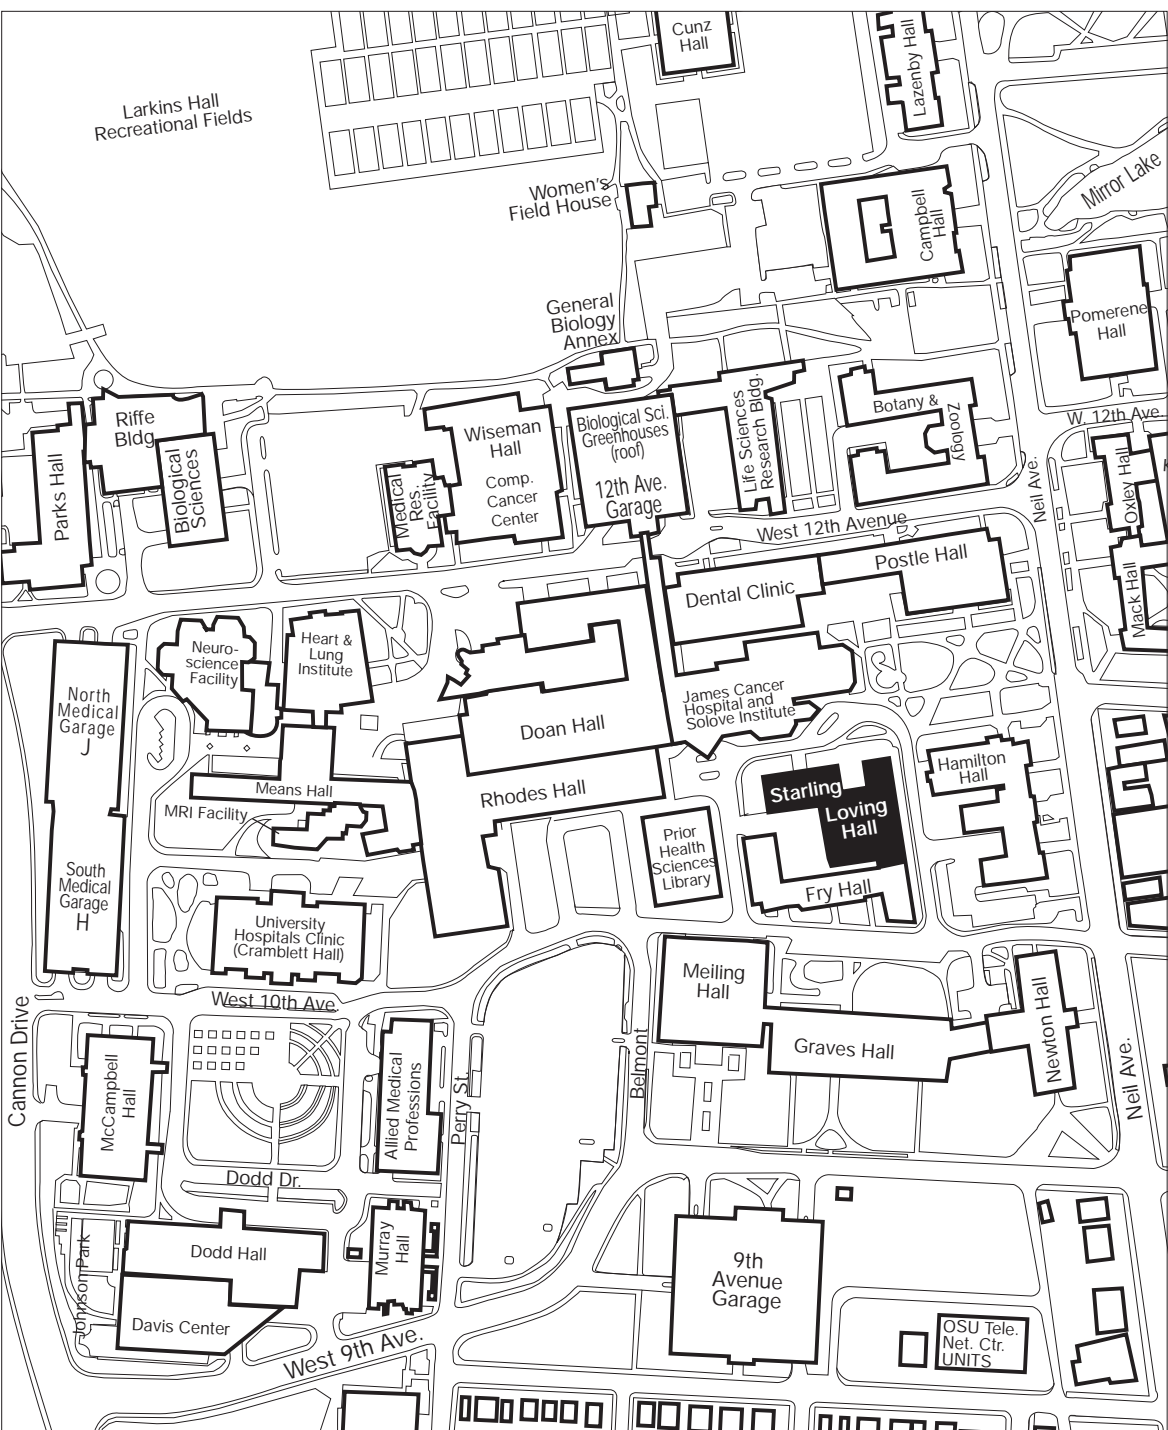 Cunz
Hall
Lazenby Hall
Larkins Hall
Recreational Fields
Mirror Lake
Women's
Field House
Campbell
Hall
General
Biology
Annex
Pomerene
Hall
Riffe
Bldg.
Biological
Sciences
Parks Hall
Wiseman
Hall
Comp.
Cancer
Center
Medical
Res.
Facility
Biological Sci.
Greenhouses
(roof)
12th Ave.
Garage
Life Sciences
Research Bldg.
Botany &
Zoology
W. 12th Ave.
Oxley Hall
Neil Ave.
West 12th Avenue
Postle Hall
Dental Clinic
Mack Hall
Neuro-
science
Facility
Heart &
Lung
Institute
North
Medical
Garage
J
James Cancer
Hospital and
Solove Institute
Doan Hall
Hamilton
Hall
Means Hall
Rhodes Hall
Starling
Loving
Hall
MRI Facility
Prior
Health
Sciences
Library
South
Medical
Garage
H
Fry Hall
University
Hospitals Clinic
(Cramblett Hall)
Meiling
Hall
West 10th Ave.
Newton Hall
Cannon Drive
Graves Hall
McCampbell
Hall
Allied Medical
Professions
Perry St.
Belmont
Neil Ave.
Dodd Dr.
Dodd Hall
Murray
Hall
Johnson Park
9th
Avenue
Garage
Davis Center
West 9th Ave.
OSU Tele.
Net. Ctr.
UNITS